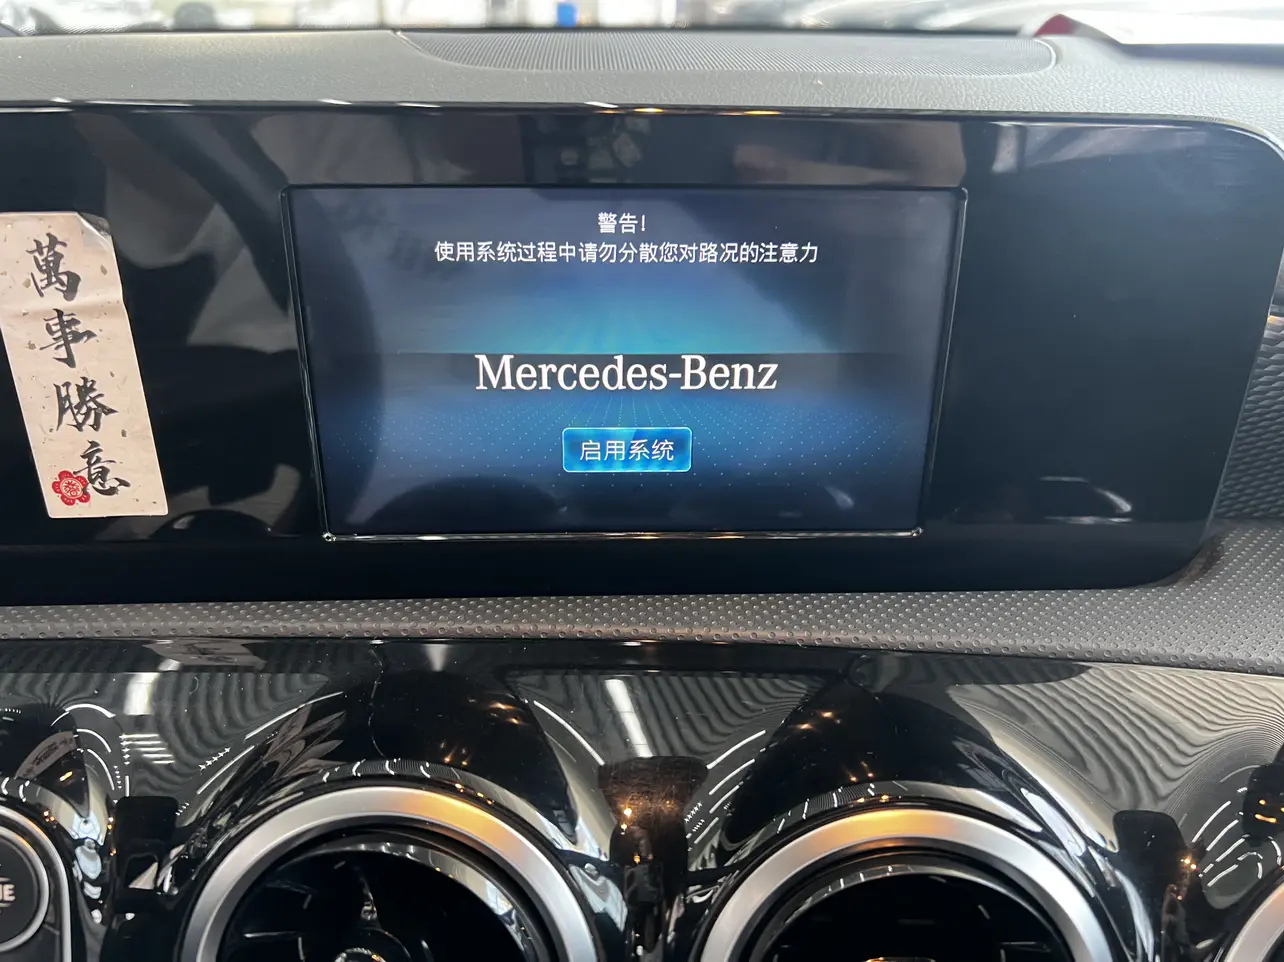 警告!
使用系统过程中请勿分散您对路况的注意力
Mercedes-Benz
启用系统
萬事勝意